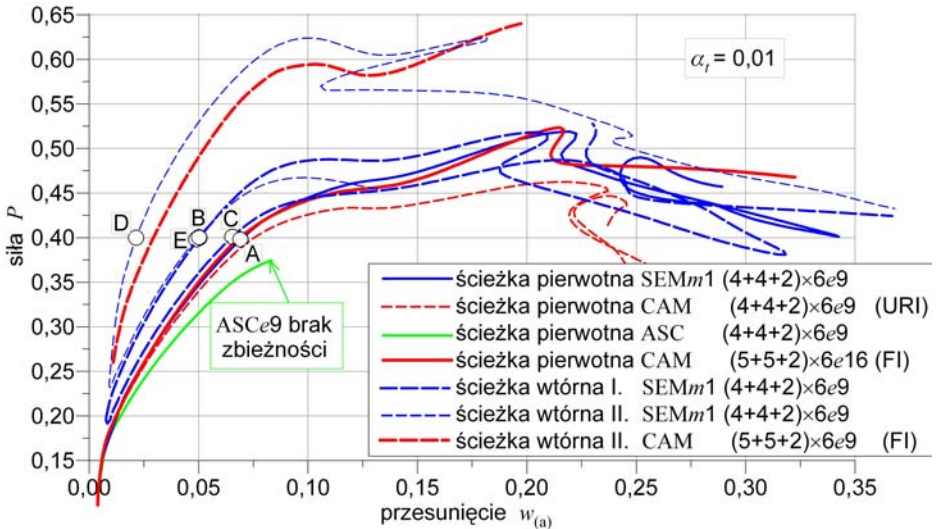 0,65
0,60
0,55
0,50
0,45
0,40
0,35
0,30
0,25
0,20
0,15
siła P
α_t = 0,01
D
B
E
C
A
ASCe9 brak
zbieżności
ścieżka pierwotna SEMm1 (4+4+2)×6e9
ścieżka pierwotna CAM (4+4+2)×6e9 (URI)
ścieżka pierwotna ASC (4+4+2)×6e9
ścieżka pierwotna CAM (5+5+2)×6e16 (FI)
ścieżka wtórna I. SEMm1 (4+4+2)×6e9
ścieżka wtórna II. SEMm1 (4+4+2)×6e9
ścieżka wtórna II. CAM (5+5+2)×6e9 (FI)
0,00 0,05 0,10 0,15 0,20 0,25 0,30 0,35
przesunięcie w(a)